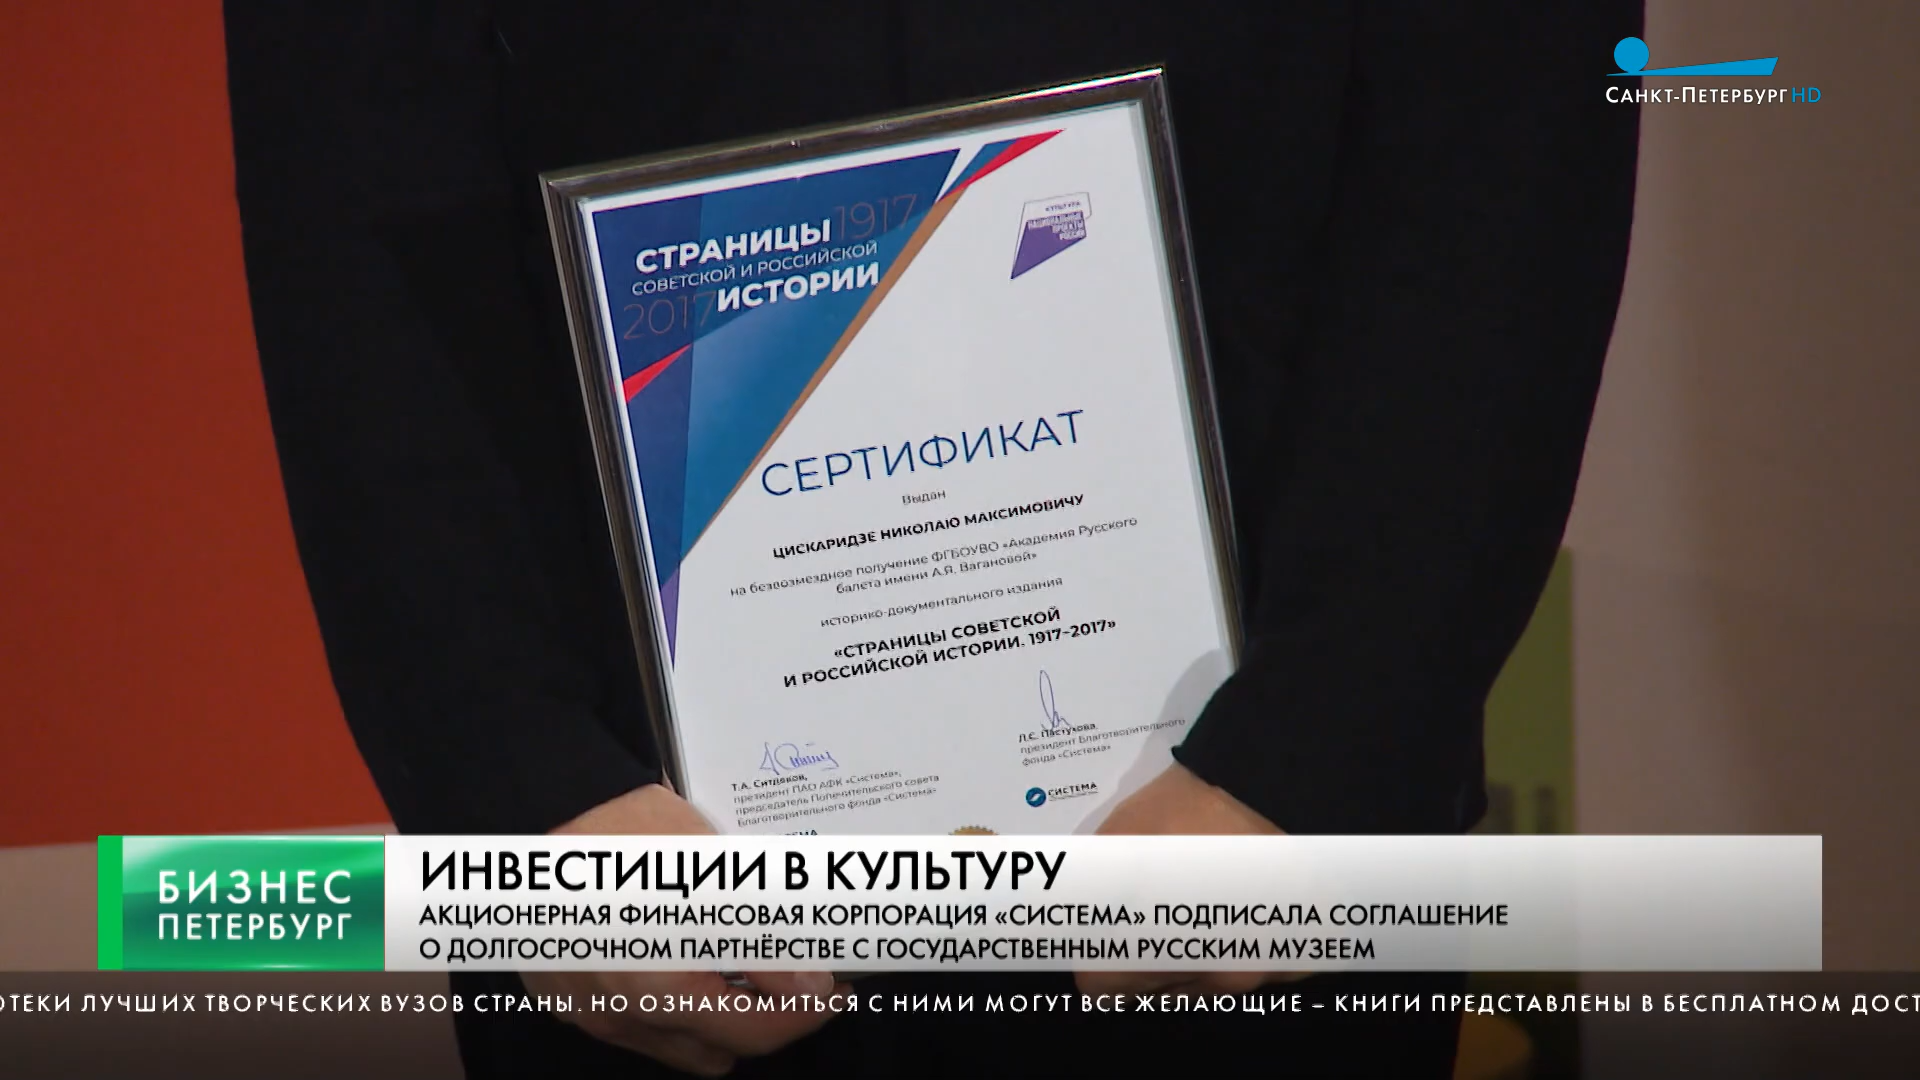 САНКТ-ПЕТЕРБУРГ HD
1917
СТРАНИЦЫ
СОВЕТСКОЙ И РОССИЙСКОЙ
2017 ИСТОРИИ
КУЛЬТУРА
НАЦИОНАЛЬНЫЕ
ПРОЕКТЫ
РОССИИ
СЕРТИФИКАТ
Выдан
ЦИСКАРИДЗЕ НИКОЛАЮ МАКСИМОВИЧУ
на безвозмездное получение ФГБОУВО «Академия Русского
балета имени А.Я. Вагановой»
историко-документального издания
«СТРАНИЦЫ СОВЕТСКОЙ
И РОССИЙСКОЙ ИСТОРИИ. 1917-2017»
Т.А. Ситдеков,
президент ПАО АФК «Система»,
председатель Попечительского совета
Благотворительного фонда «Система»
Л.С. Пастухова,
президент Благотворительного
фонда «Система»
СИСТЕМА
БИЗНЕС
ПЕТЕРБУРГ
ИНВЕСТИЦИИ В КУЛЬТУРУ
АКЦИОНЕРНАЯ ФИНАНСОВАЯ КОРПОРАЦИЯ «СИСТЕМА» ПОДПИСАЛА СОГЛАШЕНИЕ
О ДОЛГОСРОЧНОМ ПАРТНЁРСТВЕ С ГОСУДАРСТВЕННЫМ РУССКИМ МУЗЕЕМ
ОТЕКИ ЛУЧШИХ ТВОРЧЕСКИХ ВУЗОВ СТРАНЫ. НО ОЗНАКОМИТЬСЯ С НИМИ МОГУТ ВСЕ ЖЕЛАЮЩИЕ – КНИГИ ПРЕДСТАВЛЕНЫ В БЕСПЛАТНОМ ДОСТ